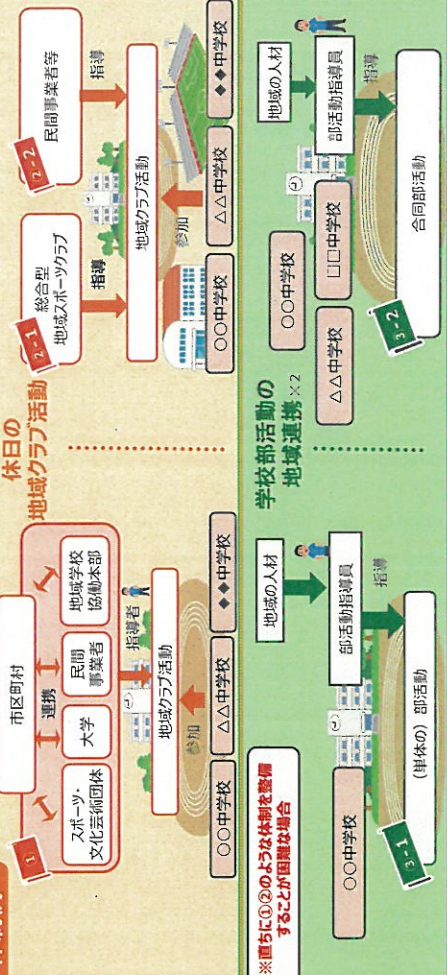 休日の
地域クラブ活動
①
市区町村
連携
スポーツ・
文化芸術団体
大学
民間
事業者
地域学校
協働本部
指導者
地域クラブ活動
参加
○○中学校
△△中学校
◆◆中学校
②-1
総合型
地域スポーツクラブ
指導
②-2
民間事業者等
指導
地域クラブ活動
参加
○○中学校
△△中学校
◆◆中学校
※直ちに①②のような体制を整備
することが困難な場合
学校部活動の
地域連携※2
3-1
地域の人材
部活動指導員
指導
○○中学校
(単体の)部活動
3-2
地域の人材
部活動指導員
指導
○○中学校
△△中学校
□□中学校
合同部活動